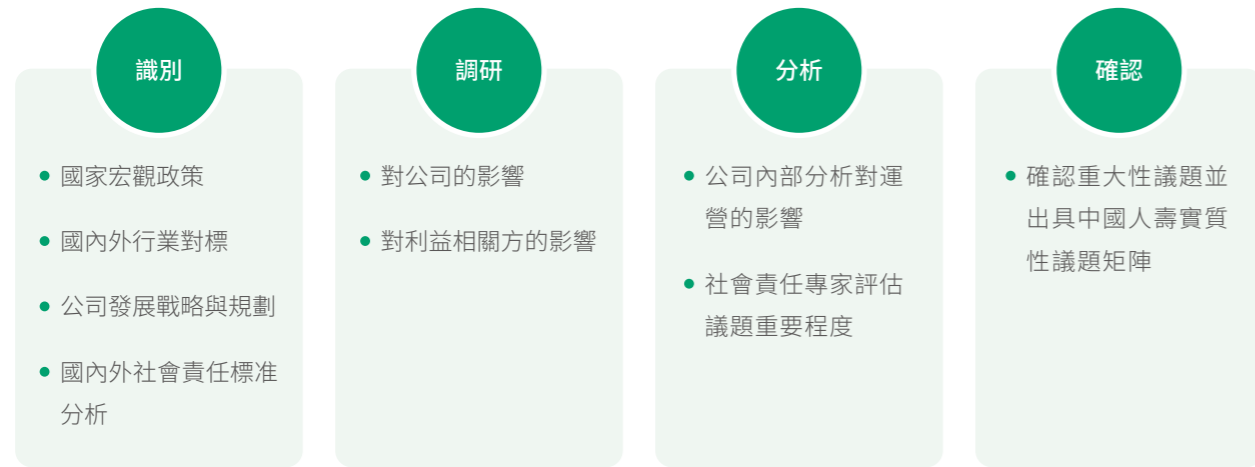 識別
國家宏觀政策
國內外行業對標
公司發展戰略與規劃
國內外社會責任標准
分析
調研
對公司的影響
對利益相關方的影響
分析
公司內部分析對運
營的影響
社會責任專家評估
議題重要程度
確認
確認重大性議題並
出具中國人壽實質
性議題矩陣